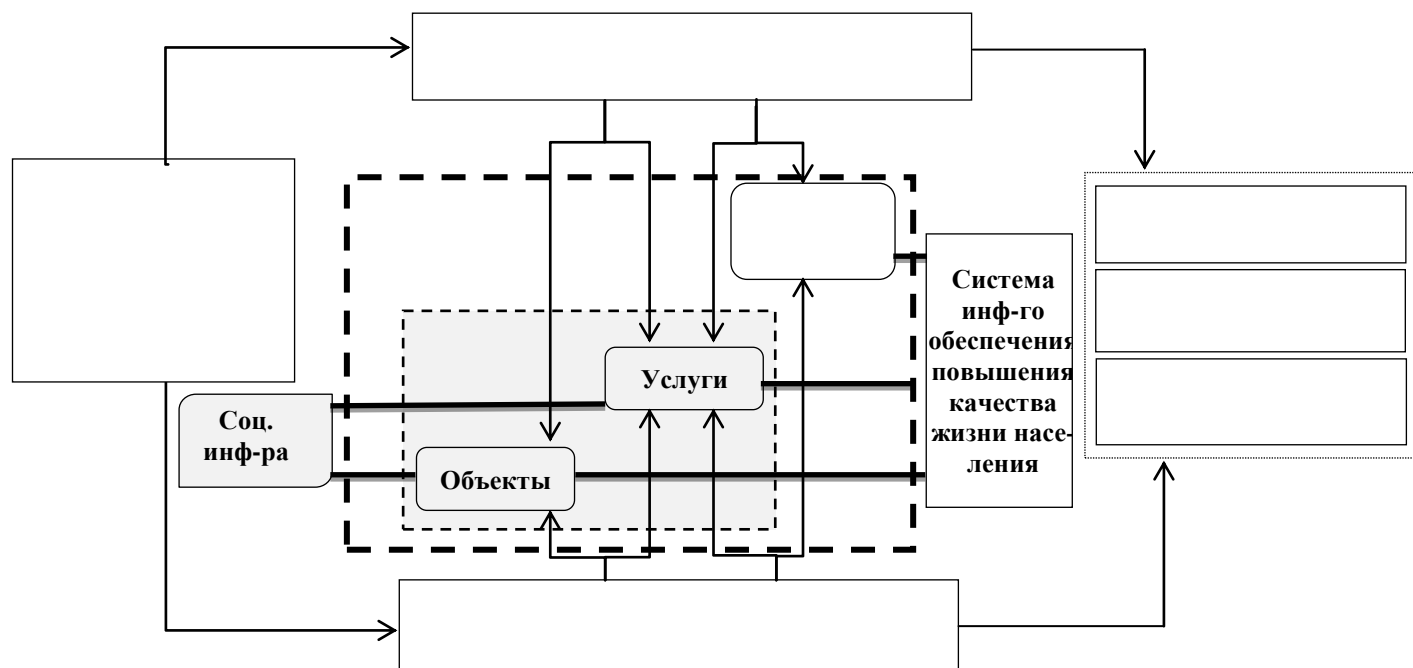 Система
инф-го
обеспечения
повышения
качества
жизни насе-
ления
Услуги
Соц.
инф-ра
Объекты